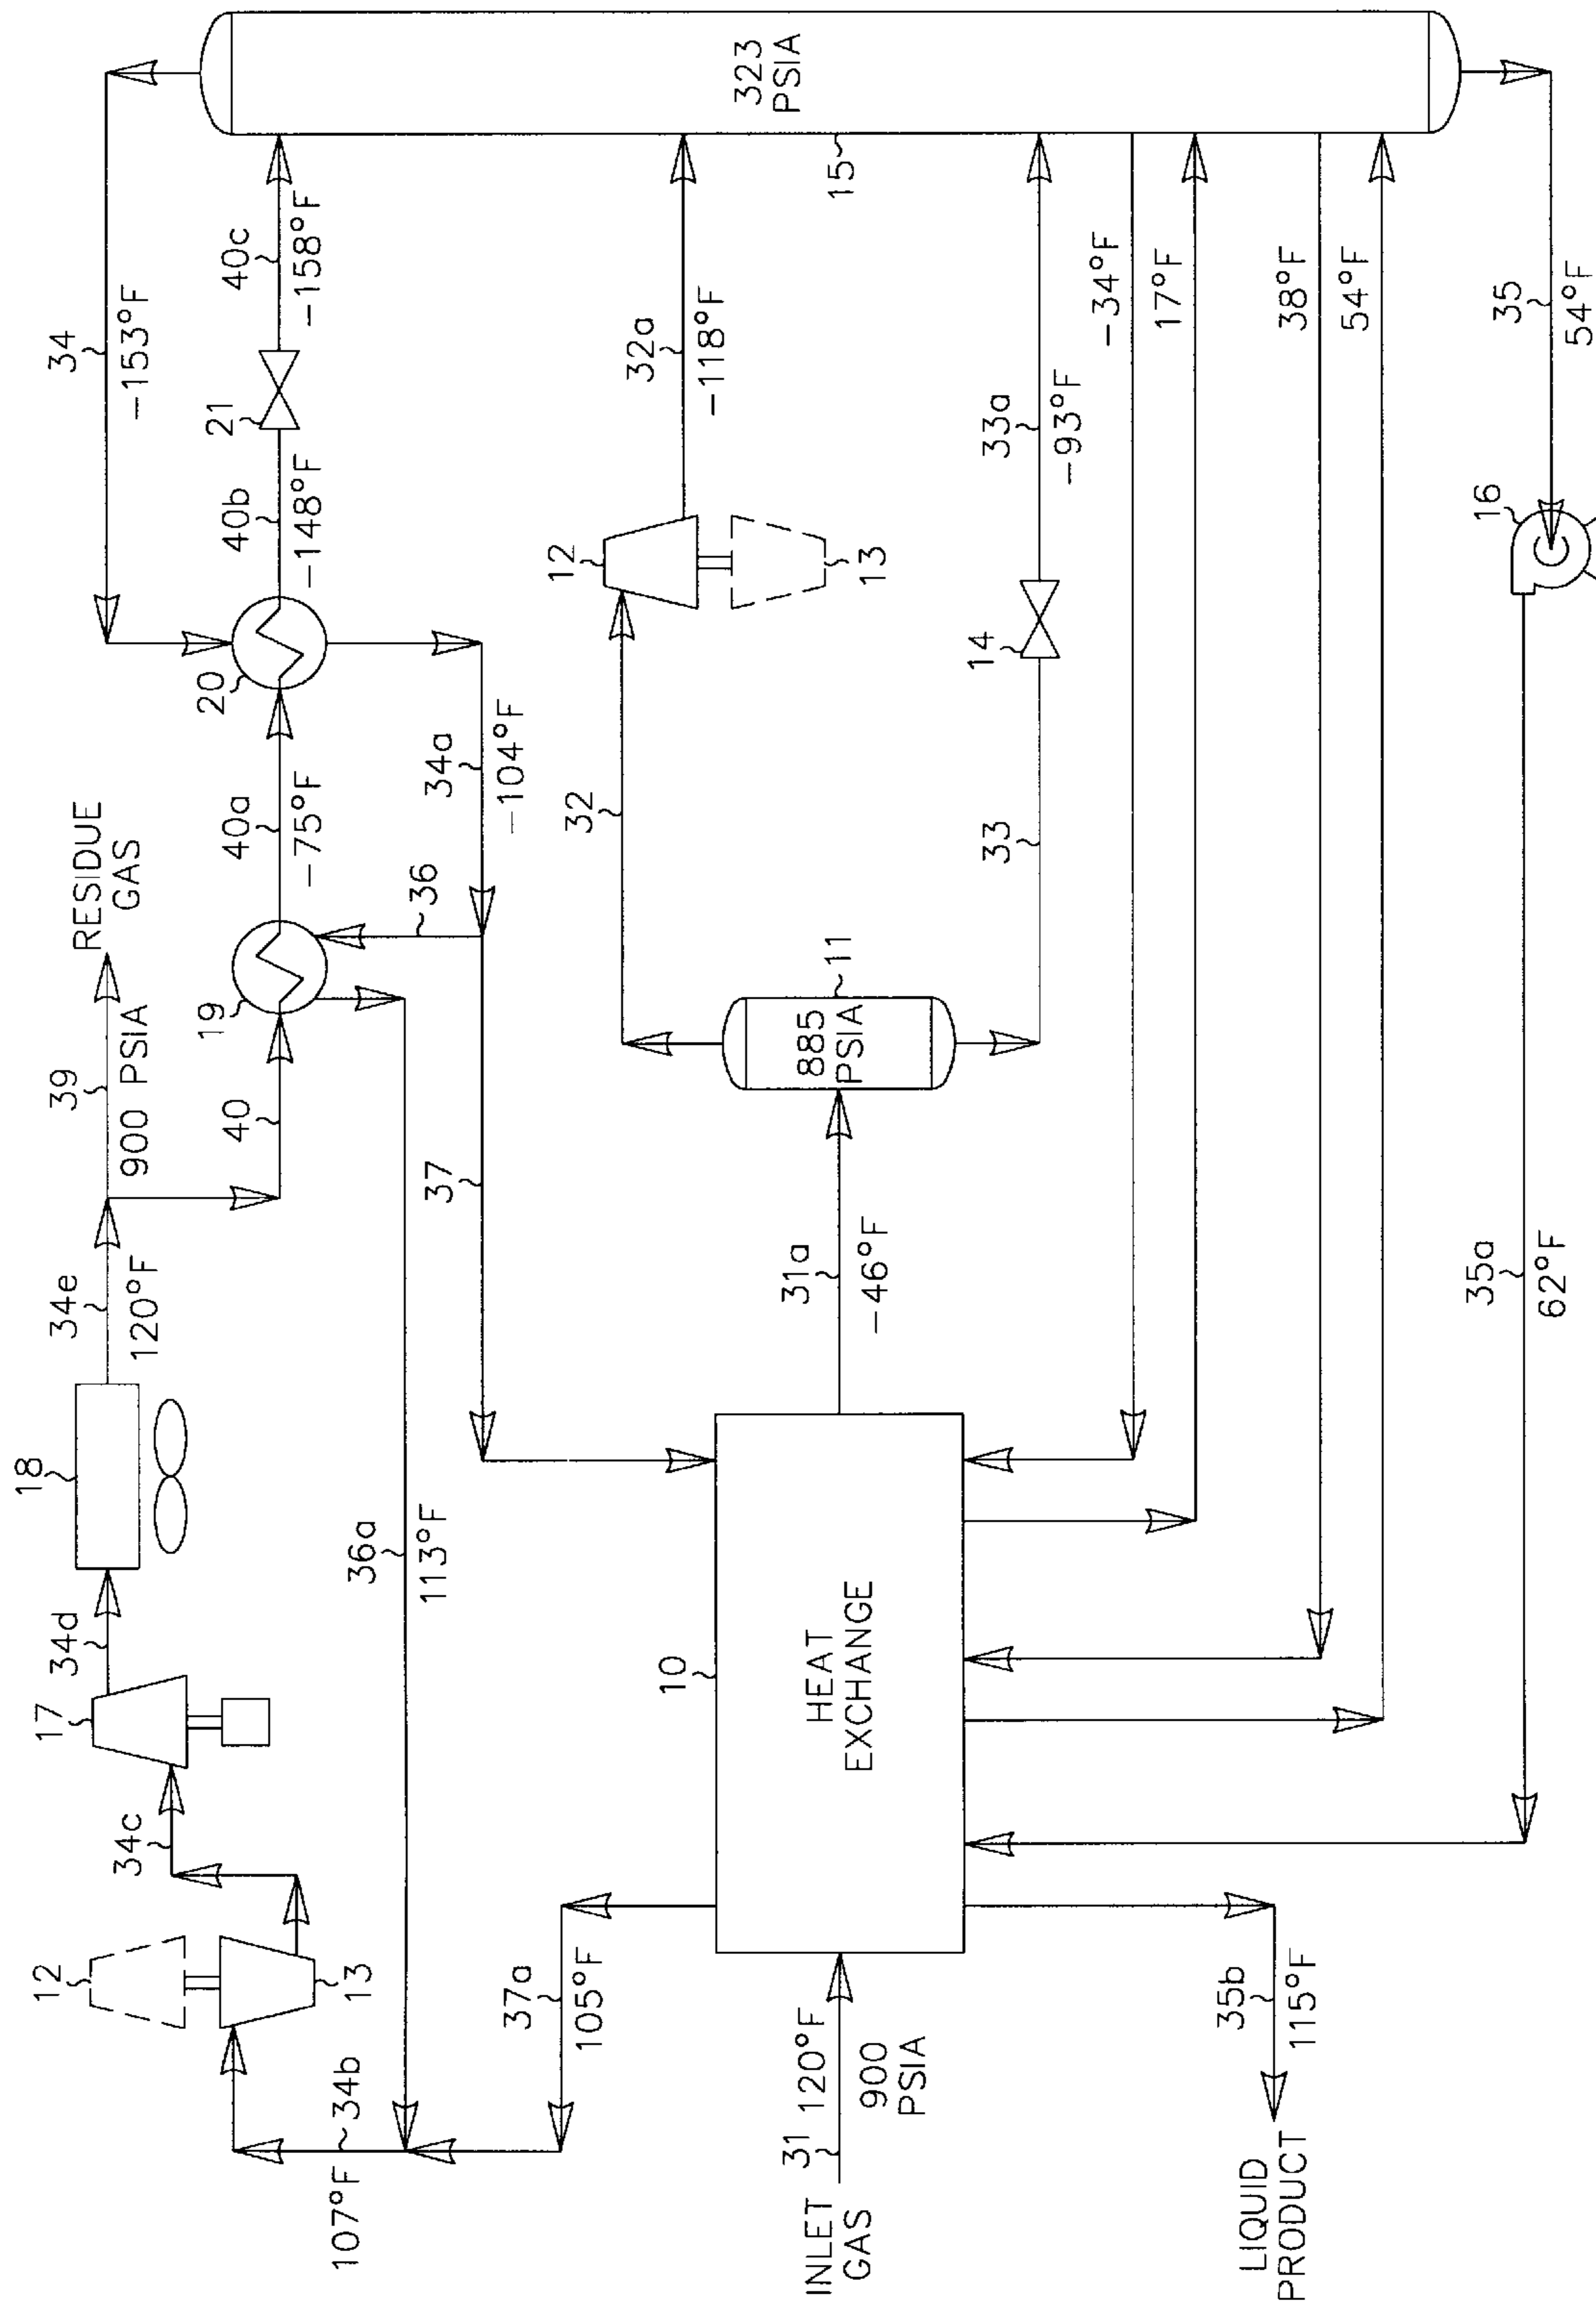 RESIDUE
GAS
39
900 PSIA
34e
120°F
18
34d
17
34c
12
13
34b
107°F
36a
113°F
37a
105°F
40
19
40a
-75°F
20
40b
-148°F
21
40c
-158°F
34
-153°F
34a
-104°F
36
37
32
12
13
32a
-118°F
11
885
PSIA
33
14
33a
-93°F
15
323
PSIA
-34°F
17°F
38°F
54°F
35
54°F
16
35a
62°F
31a
-46°F
10
HEAT
EXCHANGE
INLET
GAS
31
120°F
900
PSIA
35b
115°F
LIQUID
PRODUCT